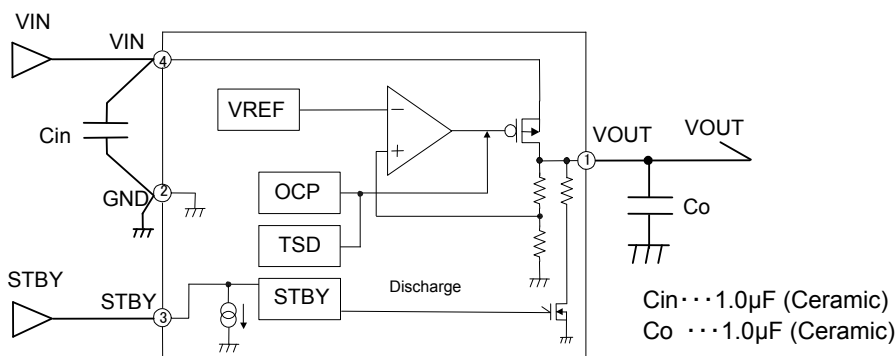 VIN
VIN
4
VREF
−
+
VOUT
VOUT
1
Cin
GND
2
OCP
TSD
Co
STBY
STBY
3
STBY
Discharge
Cin･･･1.0μF (Ceramic)
Co ･･･1.0μF (Ceramic)